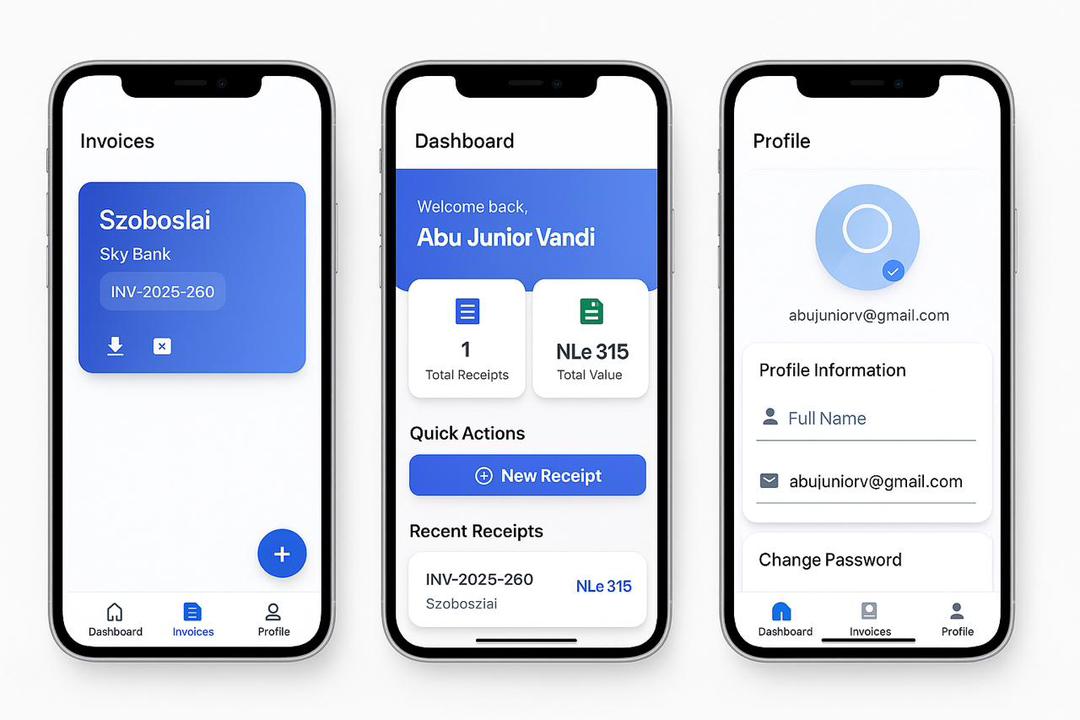 Invoices
Szoboslai
Sky Bank
INV-2025-260
Dashboard
Invoices
Profile
Dashboard
Welcome back,
Abu Junior Vandi
1
Total Receipts
NLe 315
Total Value
Quick Actions
New Receipt
Recent Receipts
INV-2025-260
NLe 315
Szobosziai
Profile
abujuniorv@gmail.com
Profile Information
Full Name
abujuniorv@gmail.com
Change Password
Dashboard
Invoices
Profile